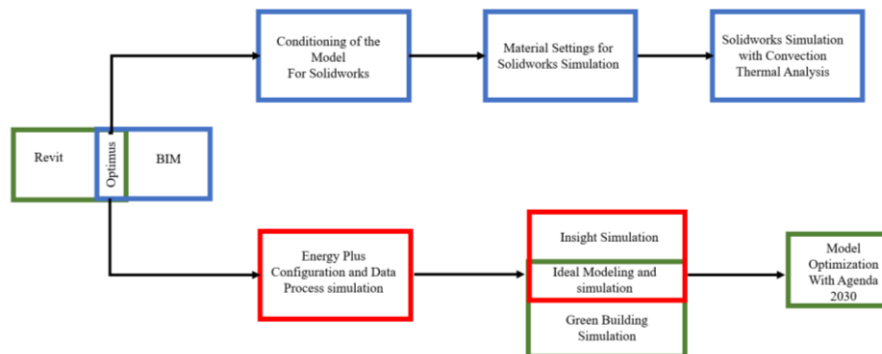 Conditioning of the
Model
For Solidworks
Material Settings for
Solidworks Simulation
Solidworks Simulation
with Convection
Thermal Analysis
Revit
Optimus
BIM
Energy Plus
Configuration and Data
Process simulation
Insight Simulation
Ideal Modeling and
simulation
Green Building
Simulation
Model
Optimization
With Agenda
2030